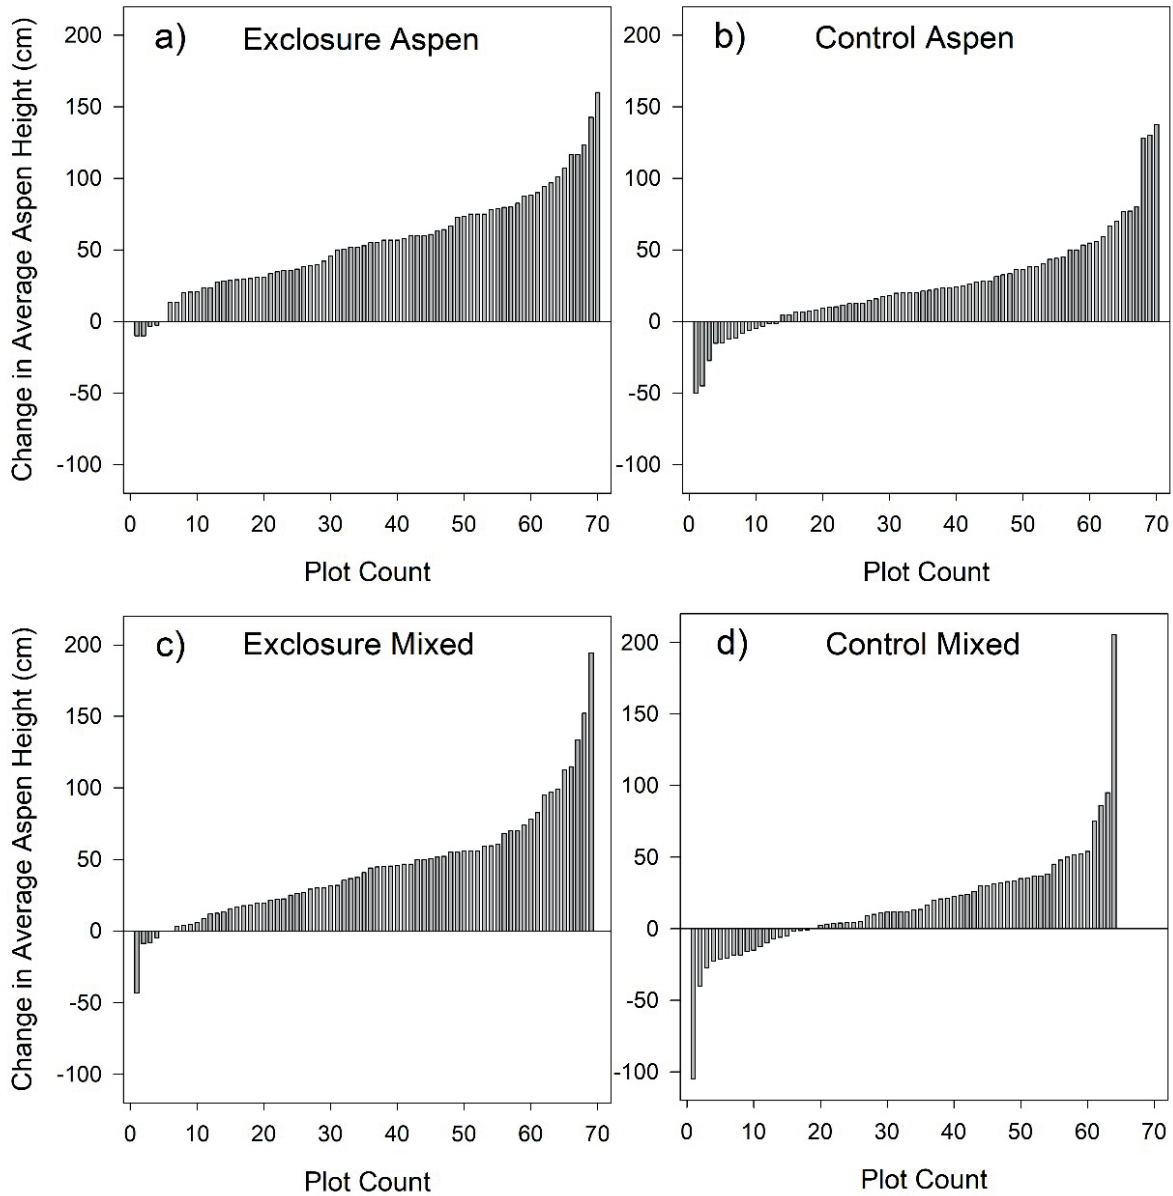 a) Exclosure Aspen
Change in Average Aspen Height (cm)
200
150
100
50
0
-50
-100
0 10 20 30 40 50 60 70
Plot Count
b) Control Aspen
200
150
100
50
0
-50
-100
0 10 20 30 40 50 60 70
Plot Count
c) Exclosure Mixed
Change in Average Aspen Height (cm)
200
150
100
50
0
-50
-100
0 10 20 30 40 50 60 70
Plot Count
d) Control Mixed
200
150
100
50
0
-50
-100
0 10 20 30 40 50 60 70
Plot Count